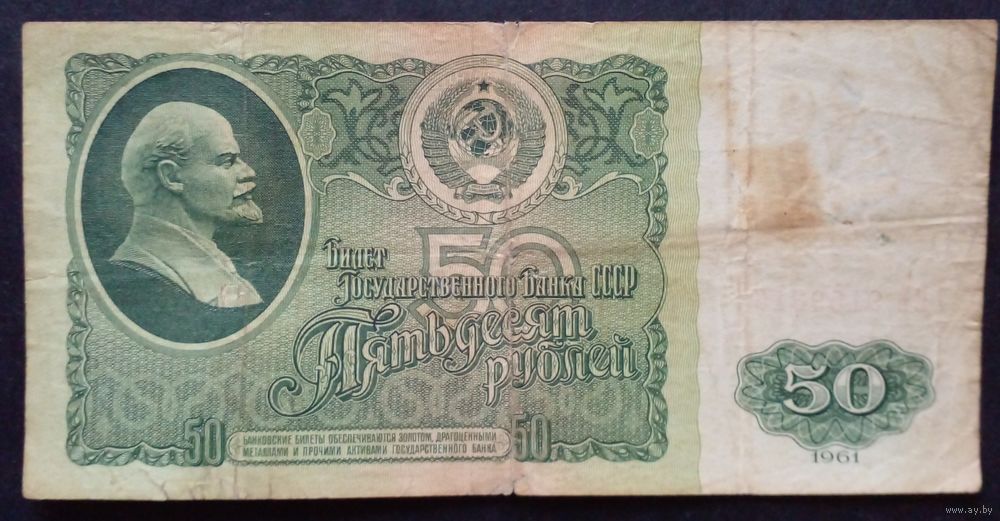 Билет
Государственного Банка СССР
50
Пятьдесят
рублей
50
БАНКОВСКИЕ БИЛЕТЫ ОБЕСПЕЧИВАЮТСЯ ЗОЛОТОМ, ДРАГОЦЕННЫМИ
МЕТАЛЛАМИ И ПРОЧИМИ АКТИВАМИ ГОСУДАРСТВЕННОГО БАНКА
50
50
1961
www.ay.by